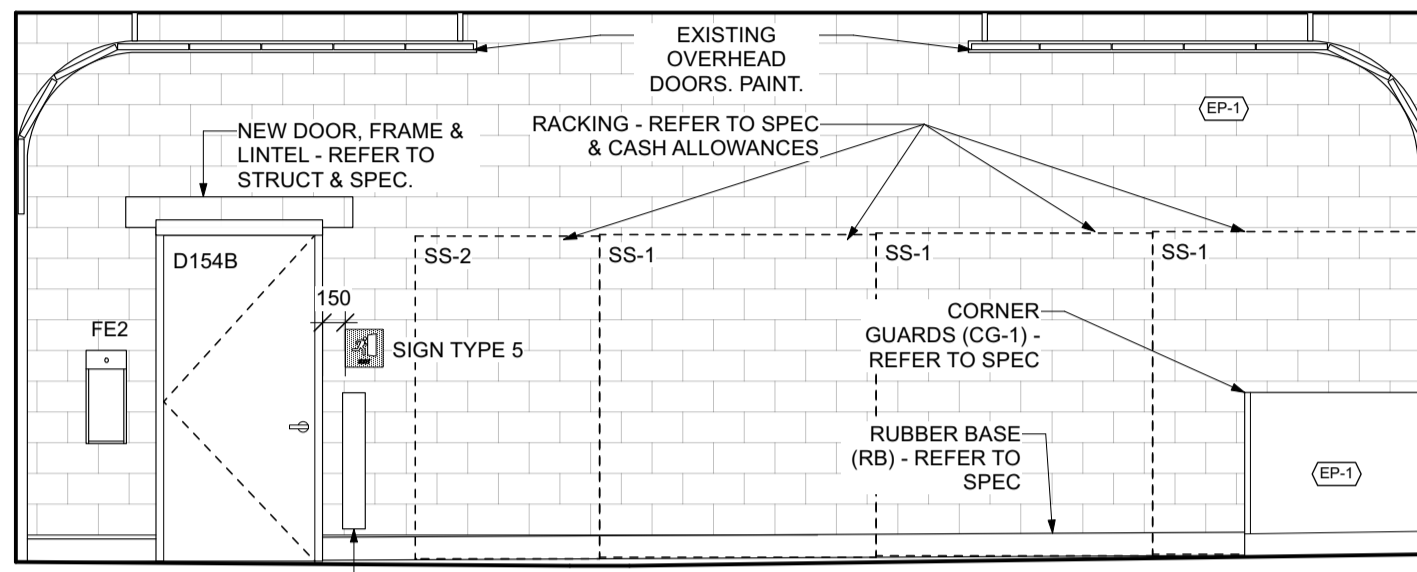 EXISTING
OVERHEAD
DOORS. PAINT.
EP-1
NEW DOOR, FRAME &
LINTEL - REFER TO
STRUCT & SPEC.
RACKING - REFER TO SPEC
& CASH ALLOWANCES
D154B
SS-2
SS-1
SS-1
SS-1
150
FE2
SIGN TYPE 5
CORNER
GUARDS (CG-1) -
REFER TO SPEC
RUBBER BASE
(RB) - REFER TO
SPEC
EP-1